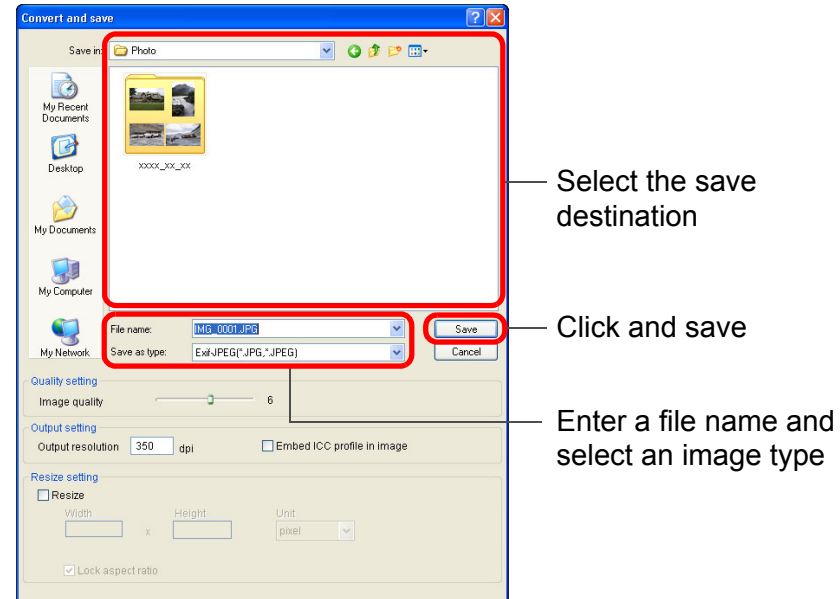 Convert and save
Save in:
Photo
My Recent
Documents
Desktop
My Documents
My Computer
My Network
xxxx_xx_xx
Select the save
destination
File name:
IMG_0001.JPG
Save
Save as type:
Exif-JPEG(*.JPG,*.JPEG)
Cancel
Click and save
Enter a file name and
select an image type
Quality setting
Image quality
6
Output setting
Output resolution
350
dpi
Embed ICC profile in image
Resize setting
Resize
Width
x
Height
Unit
pixel
Lock aspect ratio